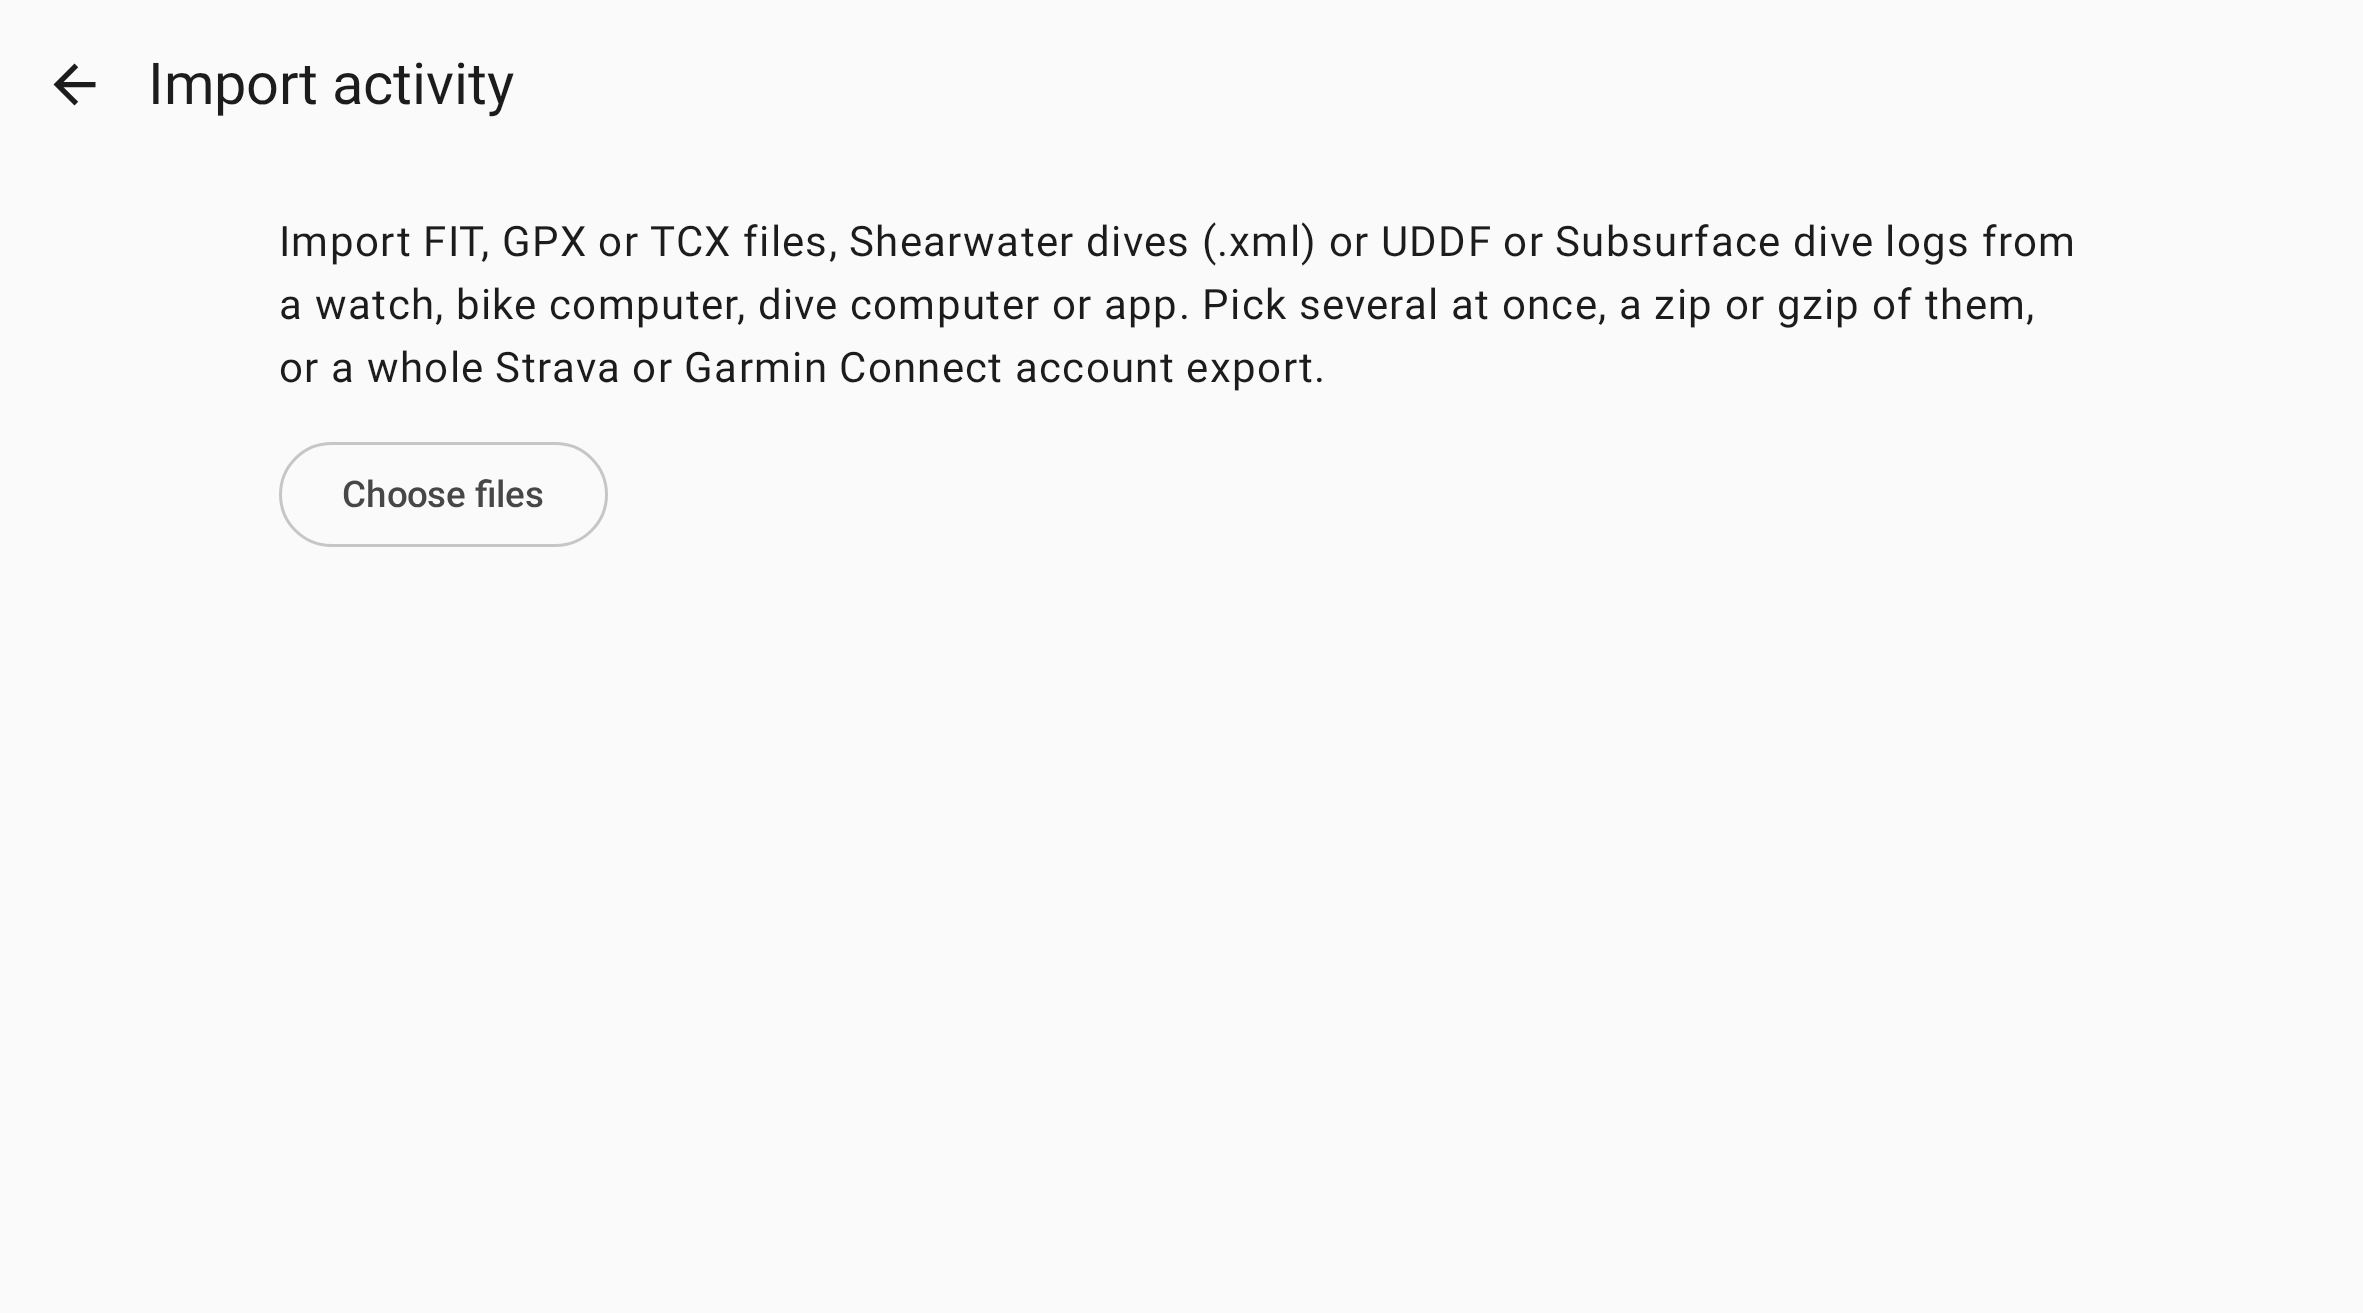 Import activity
Import FIT, GPX or TCX files, Shearwater dives (.xml) or UDDF or Subsurface dive logs from
a watch, bike computer, dive computer or app. Pick several at once, a zip or gzip of them,
or a whole Strava or Garmin Connect account export.
Choose files